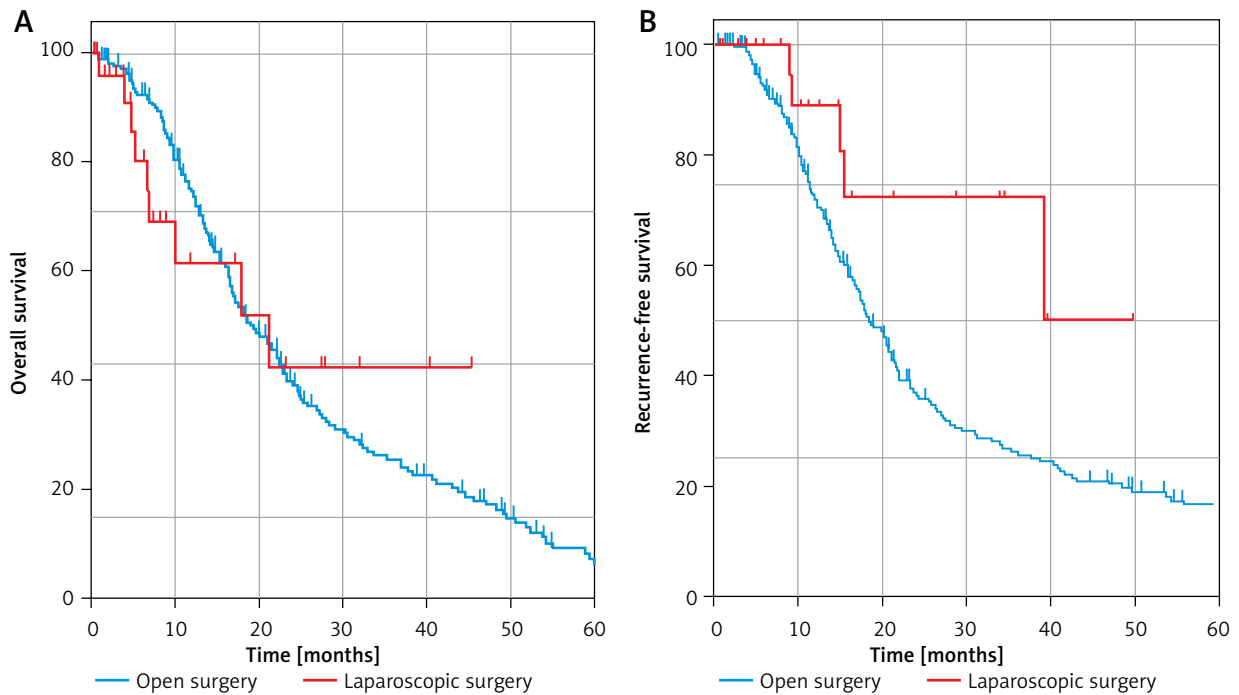 A
Overall survival
100
80
60
40
20
0
0 10 20 30 40 50 60
Time [months]
Open surgery Laparoscopic surgery
B
Recurrence-free survival
100
80
60
40
20
0
0 10 20 30 40 50 60
Time [months]
Open surgery Laparoscopic surgery